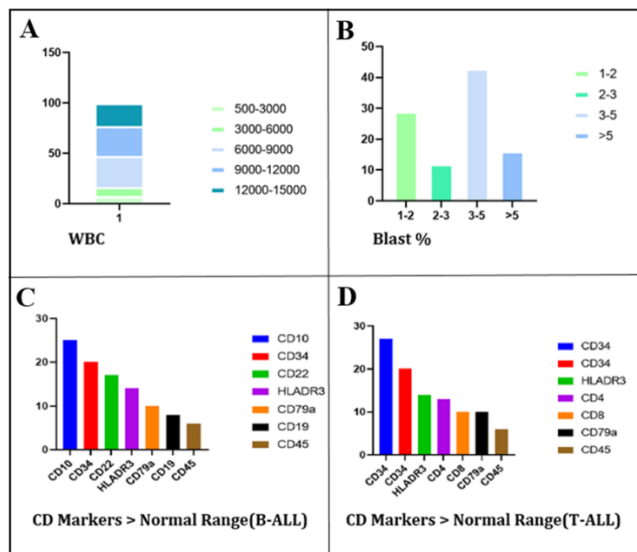 A
150
100
50
0
1
WBC
500-3000
3000-6000
6000-9000
9000-12000
12000-15000
B
50
40
30
20
10
0
1-2
2-3
3-5
>5
Blast %
1-2
2-3
3-5
>5
C
30
20
10
0
CD10
CD34
CD22
HLADR3
CD79a
CD19
CD45
CD10
CD34
CD22
HLADR3
CD79a
CD19
CD45
CD Markers > Normal Range(B-ALL)
D
30
20
10
0
CD34
CD34
HLADR3
CD4
CD8
CD79a
CD45
CD34
CD34
HLADR3
CD4
CD8
CD79a
CD45
CD Markers > Normal Range(T-ALL)